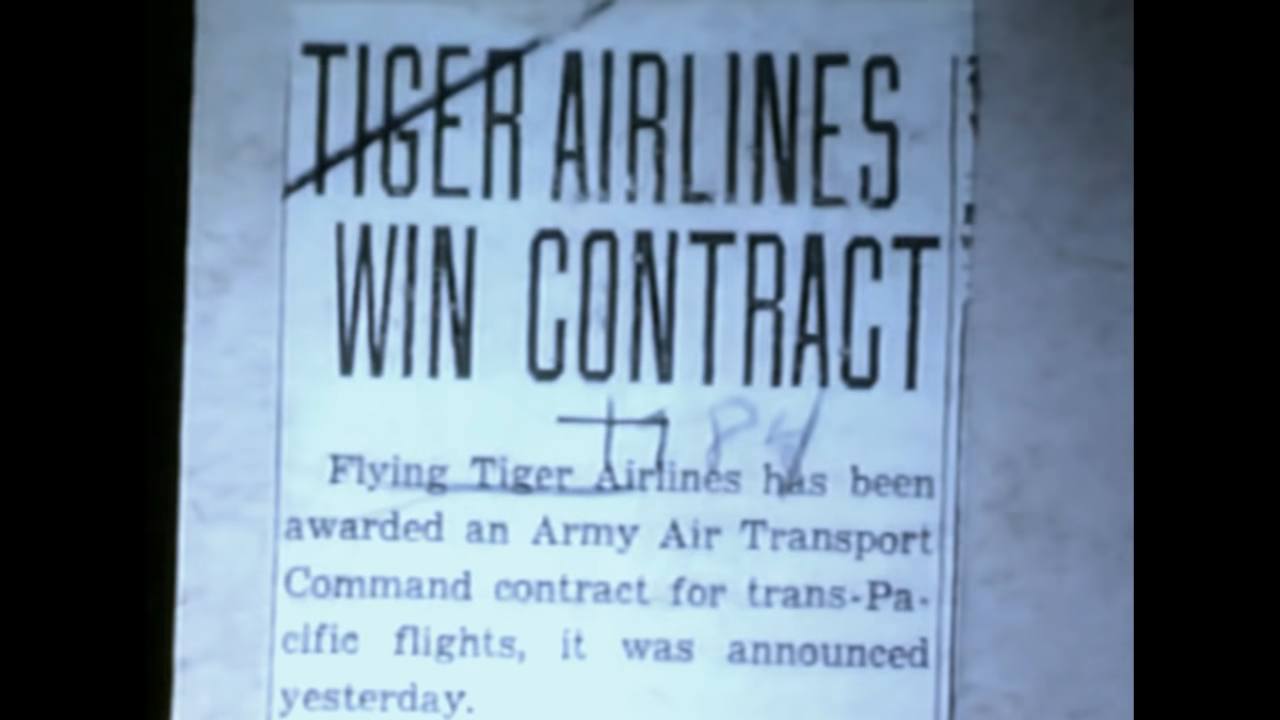 TIGER AIRLINES
WIN CONTRACT
Flying Tiger Airlines has been
awarded an Army Air Transport
Command contract for trans-Pa-
cific flights, it was announced
yesterday.